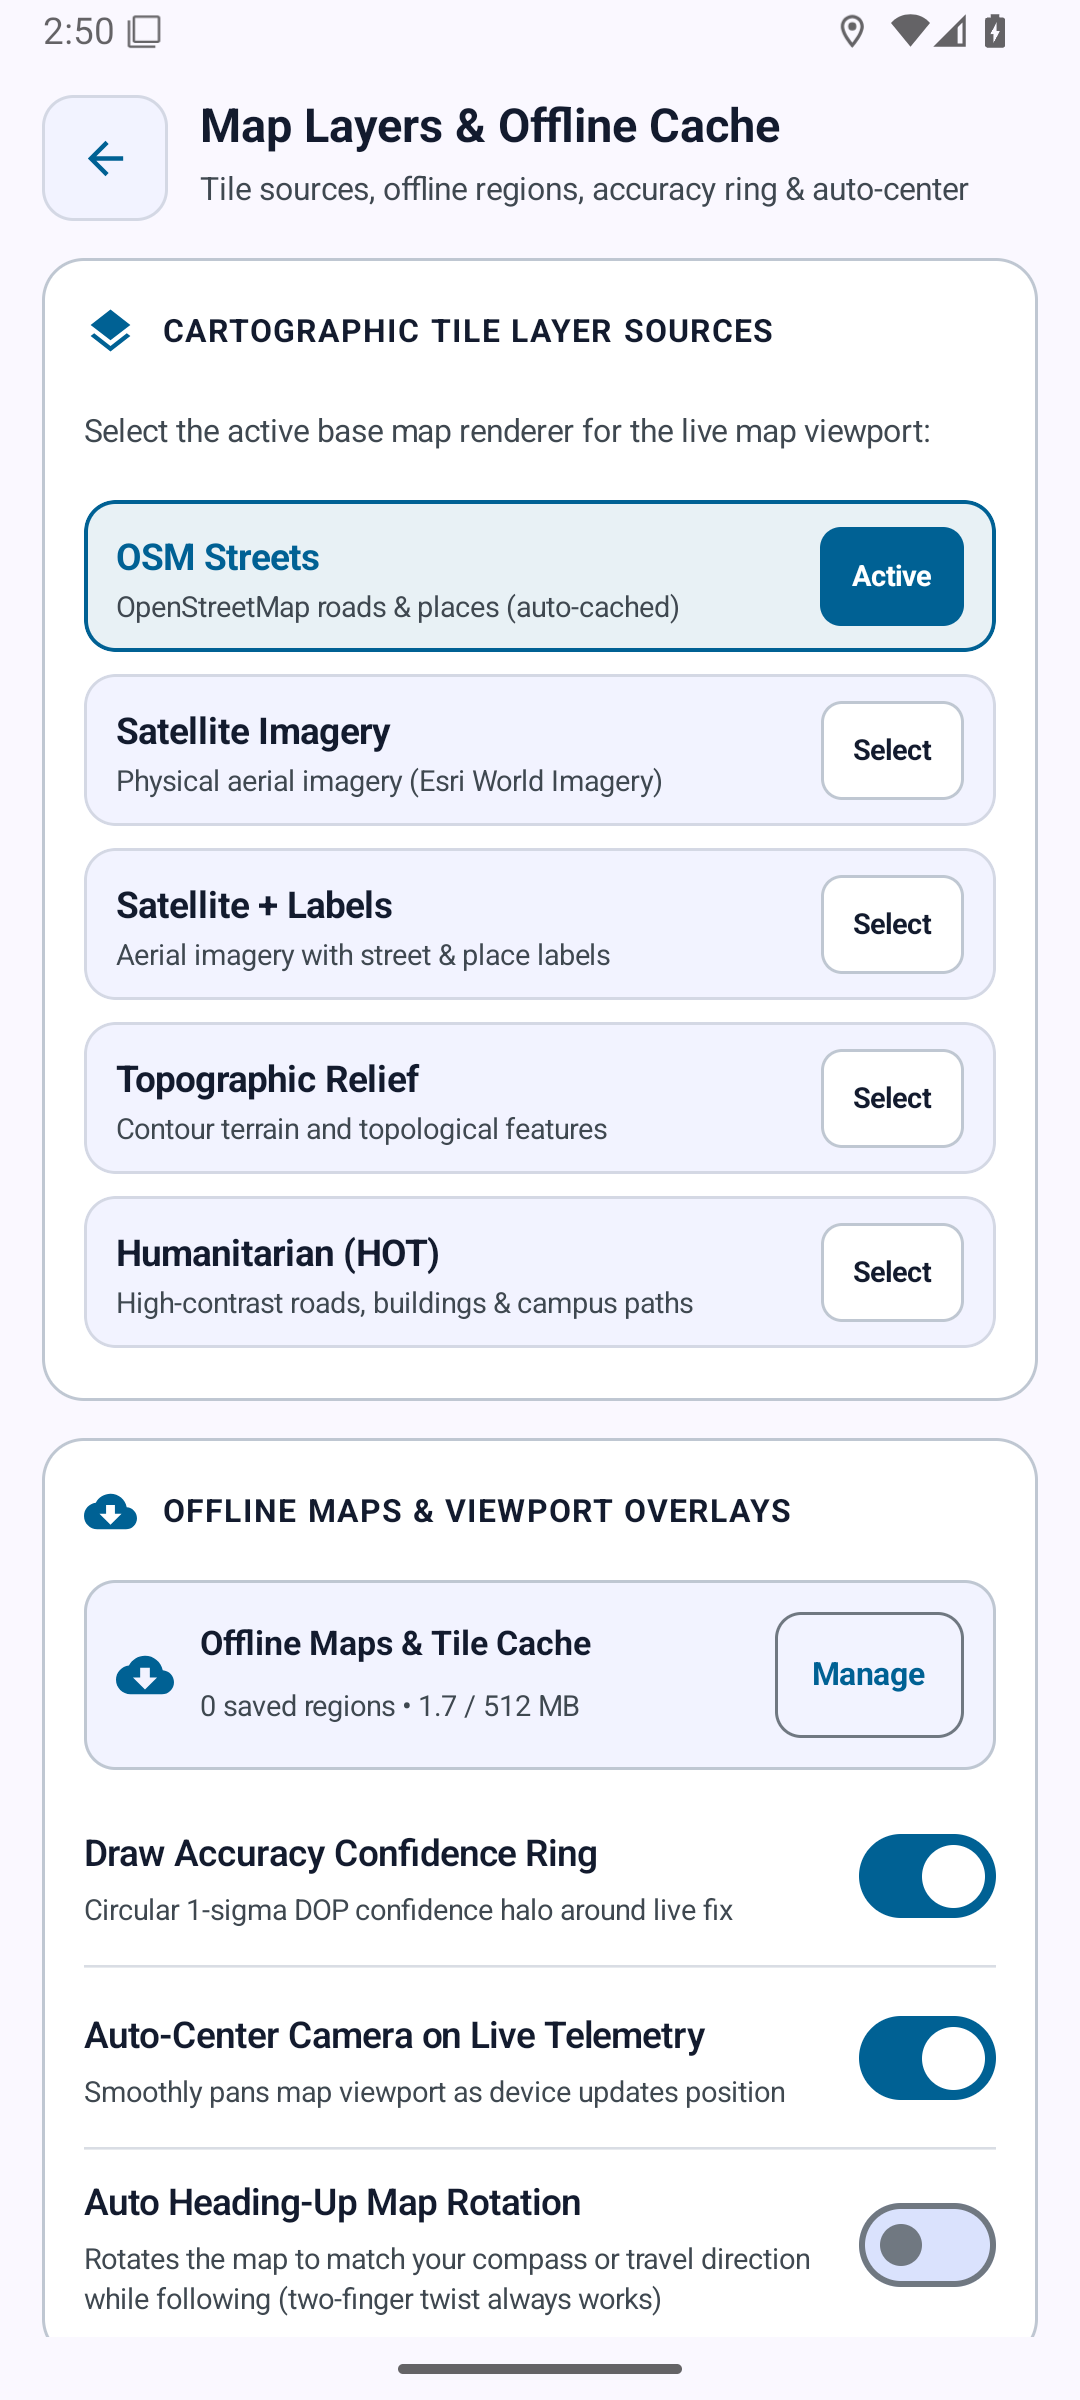 2:50
Map Layers & Offline Cache
Tile sources, offline regions, accuracy ring & auto-center
CARTOGRAPHIC TILE LAYER SOURCES
Select the active base map renderer for the live map viewport:
OSM Streets
OpenStreetMap roads & places (auto-cached)
Active
Satellite Imagery
Physical aerial imagery (Esri World Imagery)
Select
Satellite + Labels
Aerial imagery with street & place labels
Select
Topographic Relief
Contour terrain and topological features
Select
Humanitarian (HOT)
High-contrast roads, buildings & campus paths
Select
OFFLINE MAPS & VIEWPORT OVERLAYS
Offline Maps & Tile Cache
0 saved regions • 1.7 / 512 MB
Manage
Draw Accuracy Confidence Ring
Circular 1-sigma DOP confidence halo around live fix
Auto-Center Camera on Live Telemetry
Smoothly pans map viewport as device updates position
Auto Heading-Up Map Rotation
Rotates the map to match your compass or travel direction
while following (two-finger twist always works)